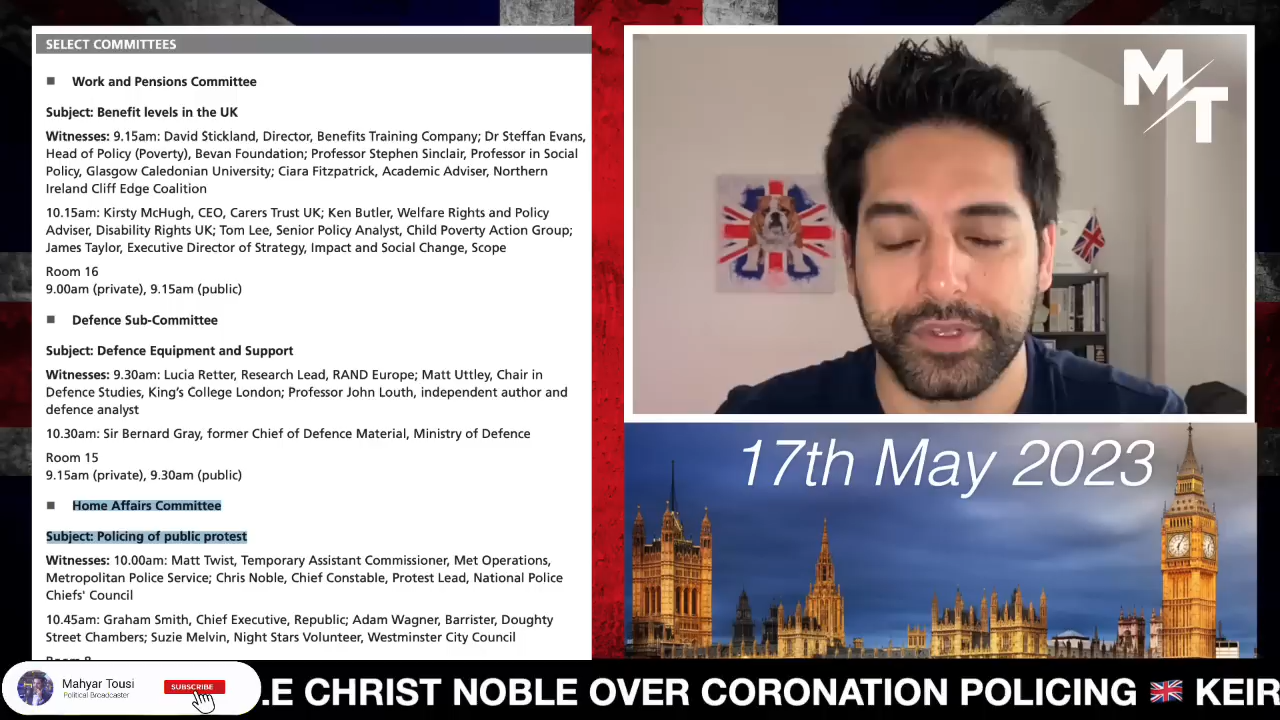 SELECT COMMITTEES
■ Work and Pensions Committee
Subject: Benefit levels in the UK
Witnesses: 9.15am: David Stickland, Director, Benefits Training Company; Dr Steffan Evans,
Head of Policy (Poverty), Bevan Foundation; Professor Stephen Sinclair, Professor in Social
Policy, Glasgow Caledonian University; Ciara Fitzpatrick, Academic Adviser, Northern
Ireland Cliff Edge Coalition
10.15am: Kirsty McHugh, CEO, Carers Trust UK; Ken Butler, Welfare Rights and Policy
Adviser, Disability Rights UK; Tom Lee, Senior Policy Analyst, Child Poverty Action Group;
James Taylor, Executive Director of Strategy, Impact and Social Change, Scope
Room 16
9.00am (private), 9.15am (public)
■ Defence Sub-Committee
Subject: Defence Equipment and Support
Witnesses: 9.30am: Lucia Retter, Research Lead, RAND Europe; Matt Uttley, Chair in
Defence Studies, King's College London; Professor John Louth, independent author and
defence analyst
10.30am: Sir Bernard Gray, former Chief of Defence Material, Ministry of Defence
Room 15
9.15am (private), 9.30am (public)
■ Home Affairs Committee
Subject: Policing of public protest
Witnesses: 10.00am: Matt Twist, Temporary Assistant Commissioner, Met Operations,
Metropolitan Police Service; Chris Noble, Chief Constable, Protest Lead, National Police
Chiefs' Council
10.45am: Graham Smith, Chief Executive, Republic; Adam Wagner, Barrister, Doughty
Street Chambers; Suzie Melvin, Night Stars Volunteer, Westminster City Council
MT
17th May 2023
Mahyar Tousi
Political Broadcaster
SUBSCRIBE
.E CHRIST NOBLE OVER CORONATION POLICING 🇬🇧 KEIR